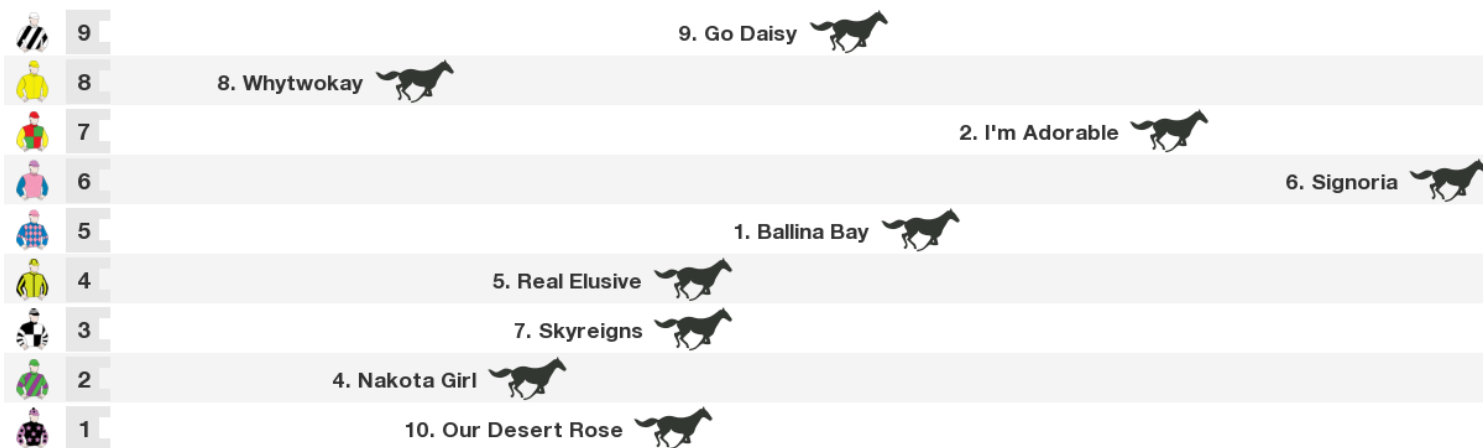 9 9. Go Daisy
8 8. Whytwokay
7 2. I'm Adorable
6 6. Signoria
5 1. Ballina Bay
4 5. Real Elusive
3 7. Skyreigns
2 4. Nakota Girl
1 10. Our Desert Rose